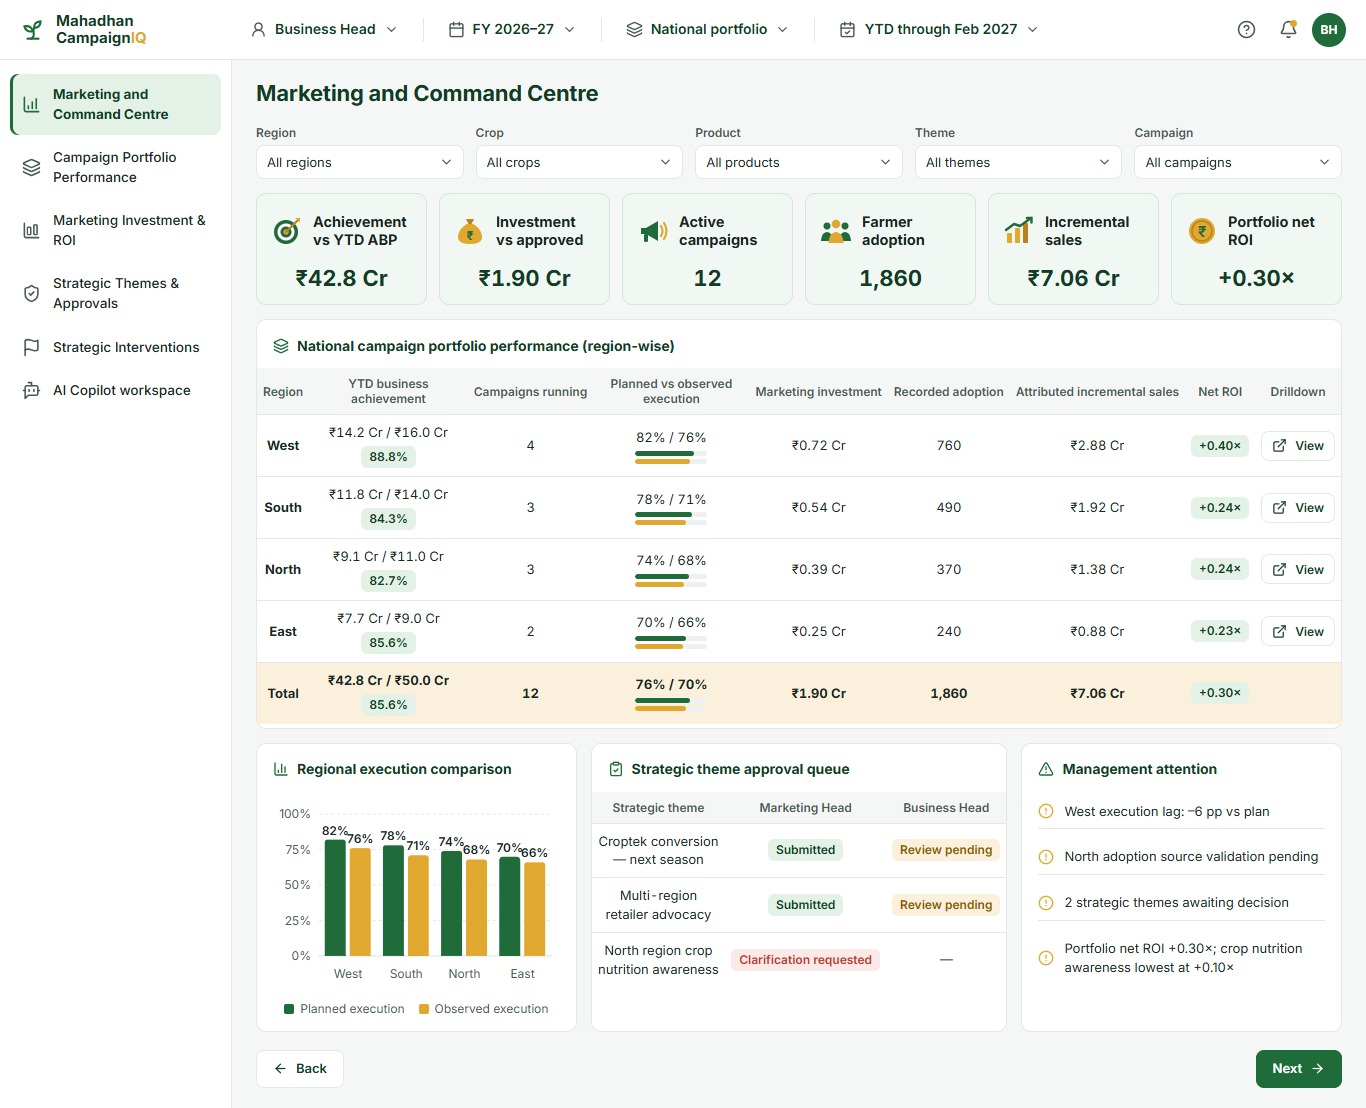 Mahadhan
CampaignIQ
Business Head
FY 2026–27
National portfolio
YTD through Feb 2027
BH
Marketing and
Command Centre
Campaign Portfolio
Performance
Marketing Investment &
ROI
Strategic Themes &
Approvals
Strategic Interventions
AI Copilot workspace
Marketing and Command Centre
Region
Crop
Product
Theme
Campaign
All regions
All crops
All products
All themes
All campaigns
Achievement
vs YTD ABP
₹42.8 Cr
Investment
vs approved
₹1.90 Cr
Active
campaigns
12
Farmer
adoption
1,860
Incremental
sales
₹7.06 Cr
Portfolio net
ROI
+0.30×
National campaign portfolio performance (region-wise)
Region
YTD business
achievement
Campaigns running
Planned vs observed
execution
Marketing investment
Recorded adoption
Attributed incremental sales
Net ROI
Drilldown
West
₹14.2 Cr / ₹16.0 Cr
88.8%
4
82% / 76%
₹0.72 Cr
760
₹2.88 Cr
+0.40×
View
South
₹11.8 Cr / ₹14.0 Cr
84.3%
3
78% / 71%
₹0.54 Cr
490
₹1.92 Cr
+0.24×
View
North
₹9.1 Cr / ₹11.0 Cr
82.7%
3
74% / 68%
₹0.39 Cr
370
₹1.38 Cr
+0.24×
View
East
₹7.7 Cr / ₹9.0 Cr
85.6%
2
70% / 66%
₹0.25 Cr
240
₹0.88 Cr
+0.23×
View
Total
₹42.8 Cr / ₹50.0 Cr
85.6%
12
76% / 70%
₹1.90 Cr
1,860
₹7.06 Cr
+0.30×
Regional execution comparison
100%
75%
50%
25%
0%
82%
76%
78%
71%
74%
68%
70%
66%
West
South
North
East
Planned execution
Observed execution
Strategic theme approval queue
Strategic theme
Marketing Head
Business Head
Croptek conversion
— next season
Submitted
Review pending
Multi-region
retailer advocacy
Submitted
Review pending
North region crop
nutrition awareness
Clarification requested
—
Management attention
West execution lag: –6 pp vs plan
North adoption source validation pending
2 strategic themes awaiting decision
Portfolio net ROI +0.30×; crop nutrition
awareness lowest at +0.10×
Back
Next